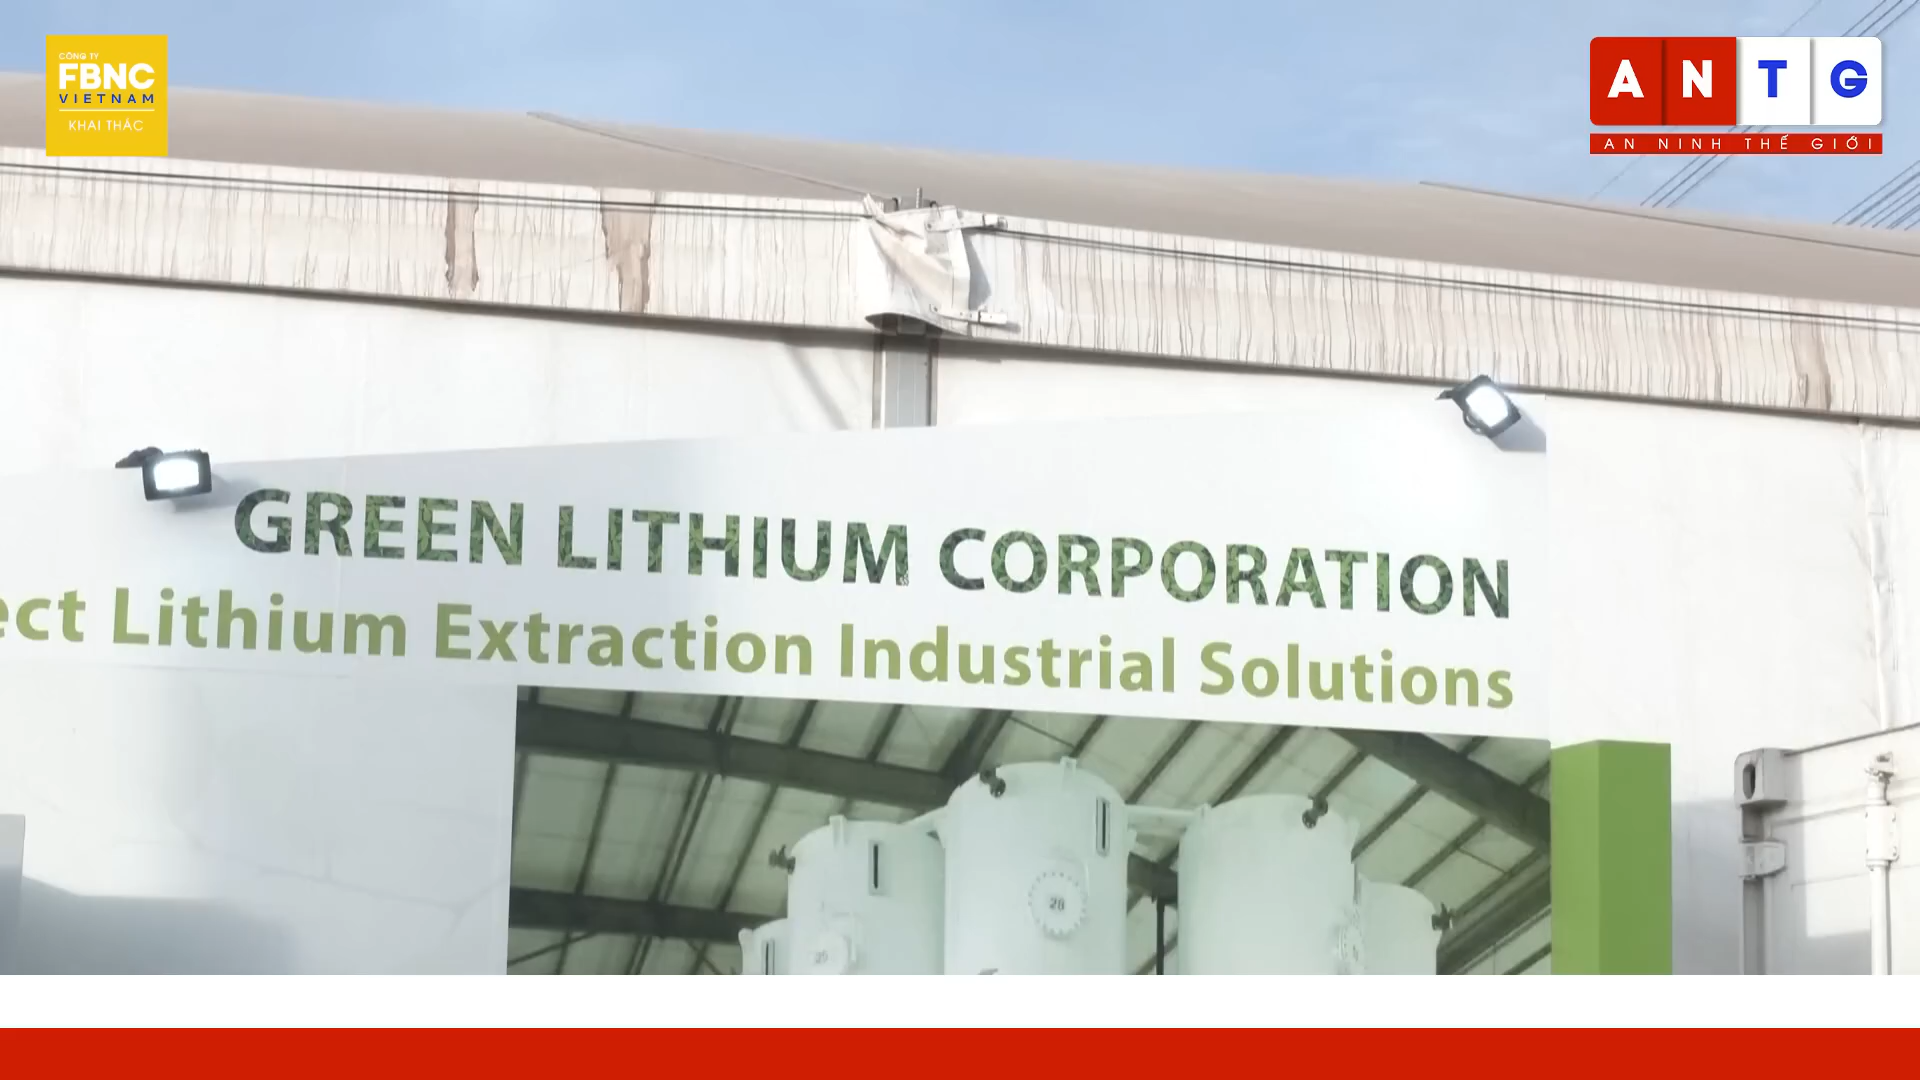 CÔNG TY
FBNC
VIETNAM
KHAI THÁC
ANTG
AN NINH THẾ GIỚI
GREEN LITHIUM CORPORATION
ect Lithium Extraction Industrial Solutions
28